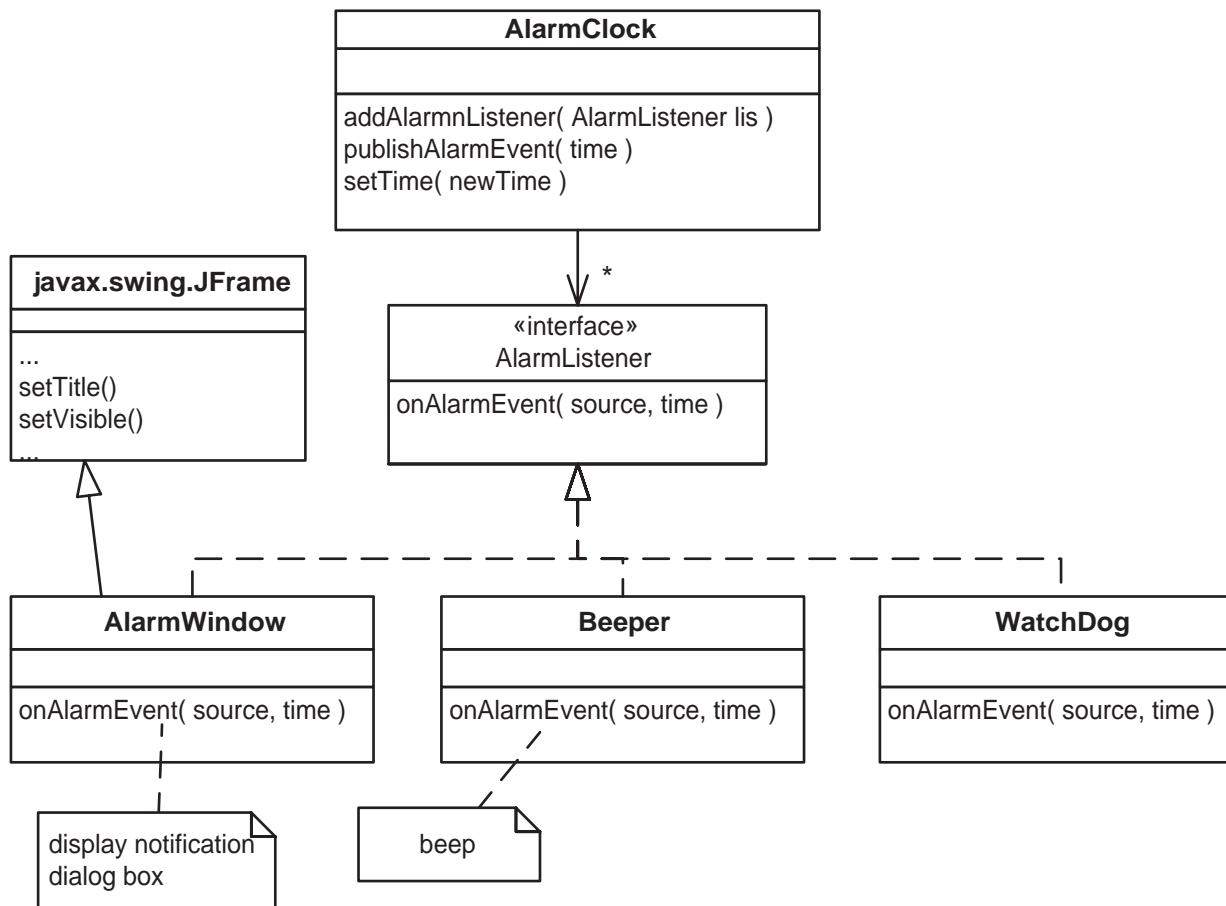 AlarmClock
addAlarmnListener( AlarmListener lis )
publishAlarmEvent( time )
setTime( newTime )
*
javax.swing.JFrame
...
setTitle()
setVisible()
...
«interface»
AlarmListener
onAlarmEvent( source, time )
AlarmWindow
onAlarmEvent( source, time )
display notification
dialog box
Beeper
onAlarmEvent( source, time )
beep
WatchDog
onAlarmEvent( source, time )